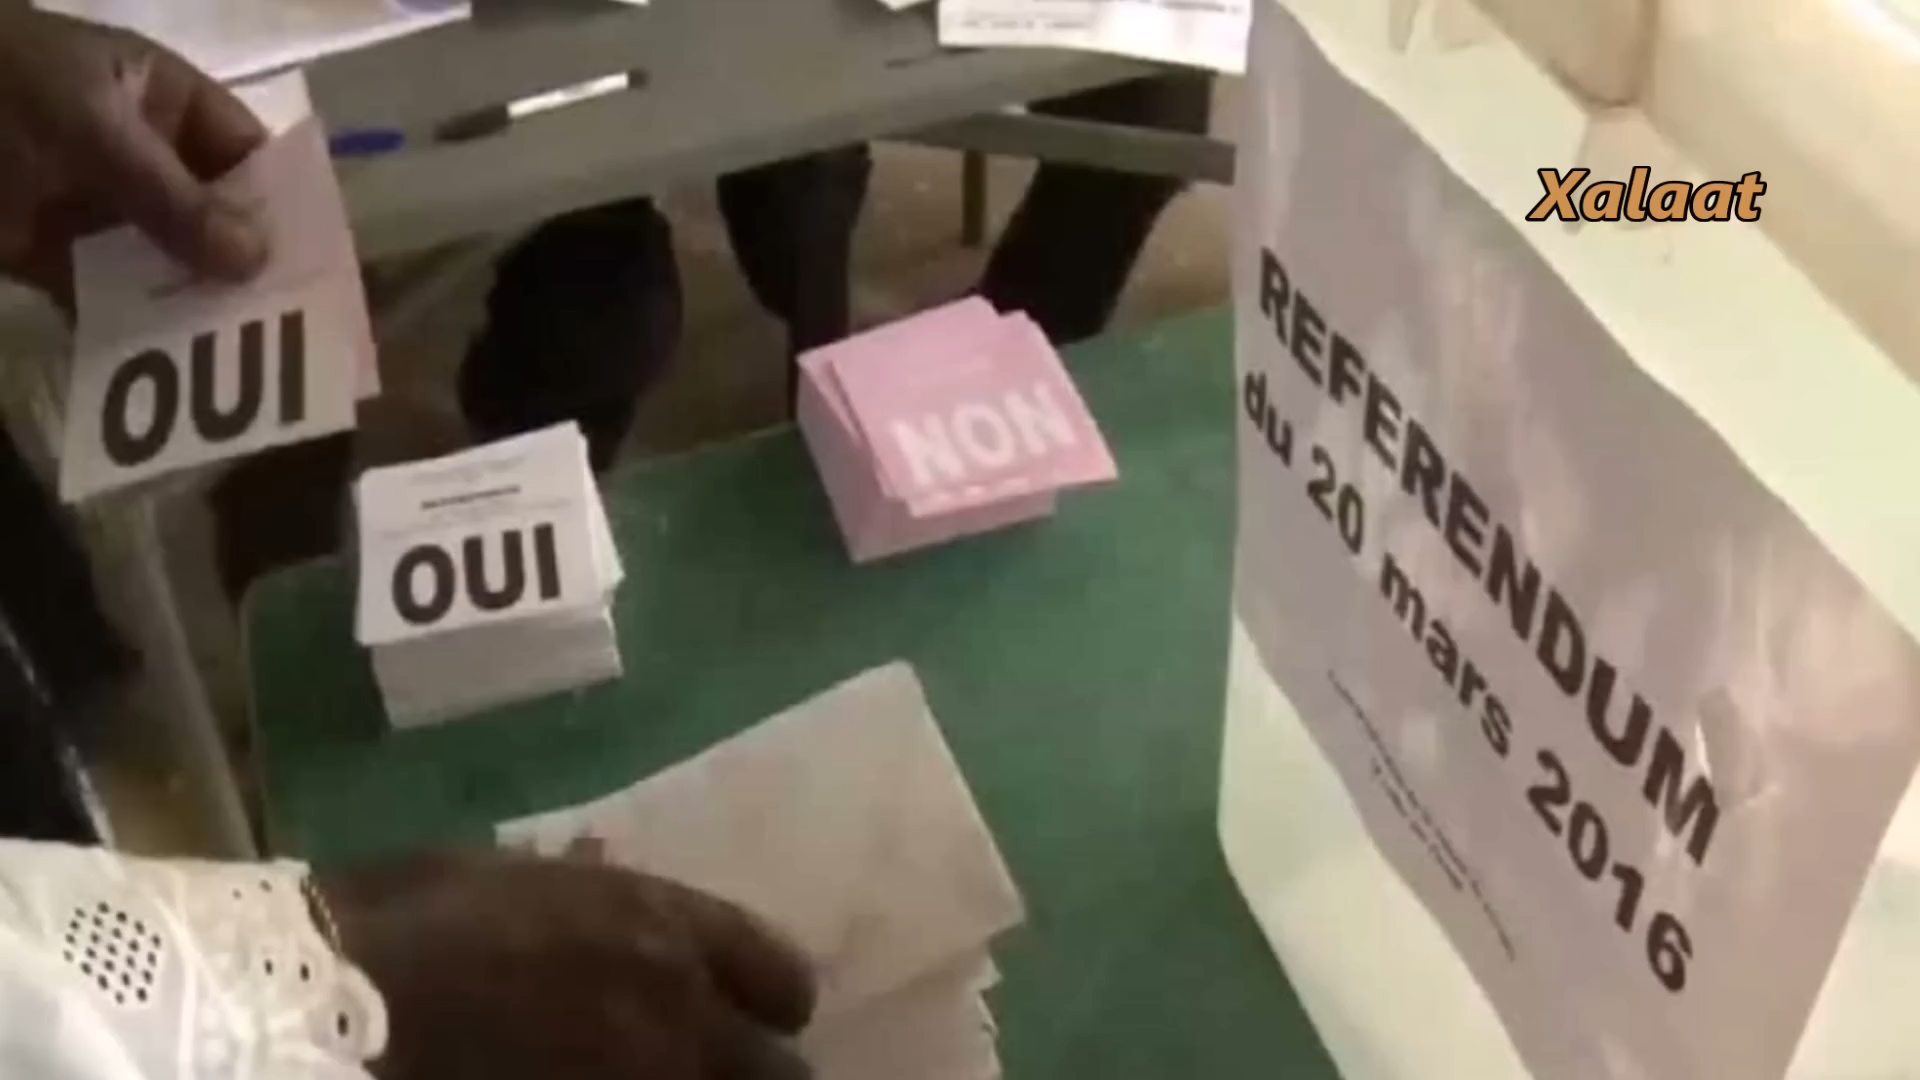 Xalaat
OUI
OUI
NON
REFERENDUM
du 20 mars 2016